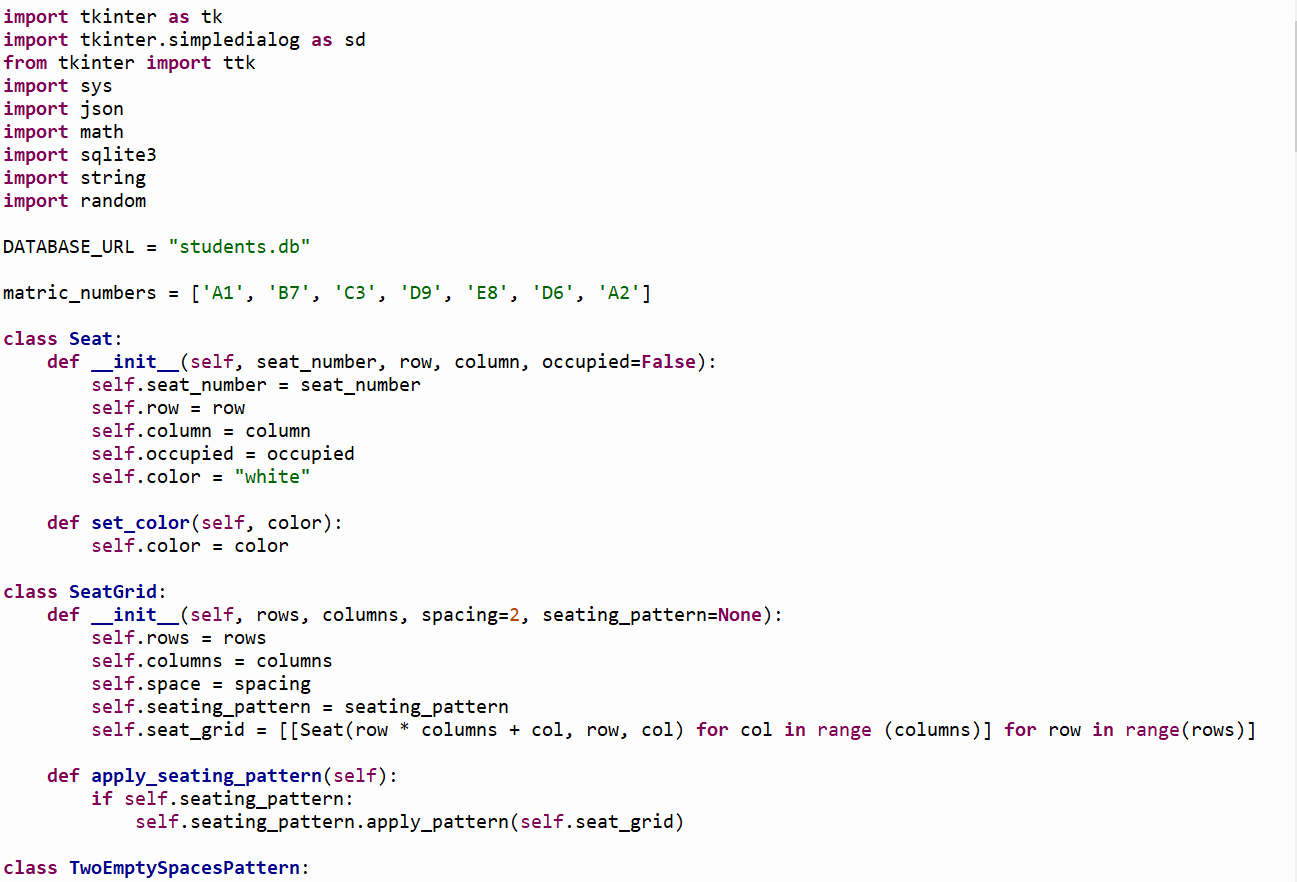 import tkinter as tk
import tkinter.simpledialog as sd
from tkinter import ttk
import sys
import json
import math
import sqlite3
import string
import random

DATABASE_URL = "students.db"

matric_numbers = ['A1', 'B7', 'C3', 'D9', 'E8', 'D6', 'A2']

class Seat:
    def __init__(self, seat_number, row, column, occupied=False):
        self.seat_number = seat_number
        self.row = row
        self.column = column
        self.occupied = occupied
        self.color = "white"

    def set_color(self, color):
        self.color = color

class SeatGrid:
    def __init__(self, rows, columns, spacing=2, seating_pattern=None):
        self.rows = rows
        self.columns = columns
        self.space = spacing
        self.seating_pattern = seating_pattern
        self.seat_grid = [[Seat(row * columns + col, row, col) for col in range (columns)] for row in range(rows)]

    def apply_seating_pattern(self):
        if self.seating_pattern:
            self.seating_pattern.apply_pattern(self.seat_grid)

class TwoEmptySpacesPattern: